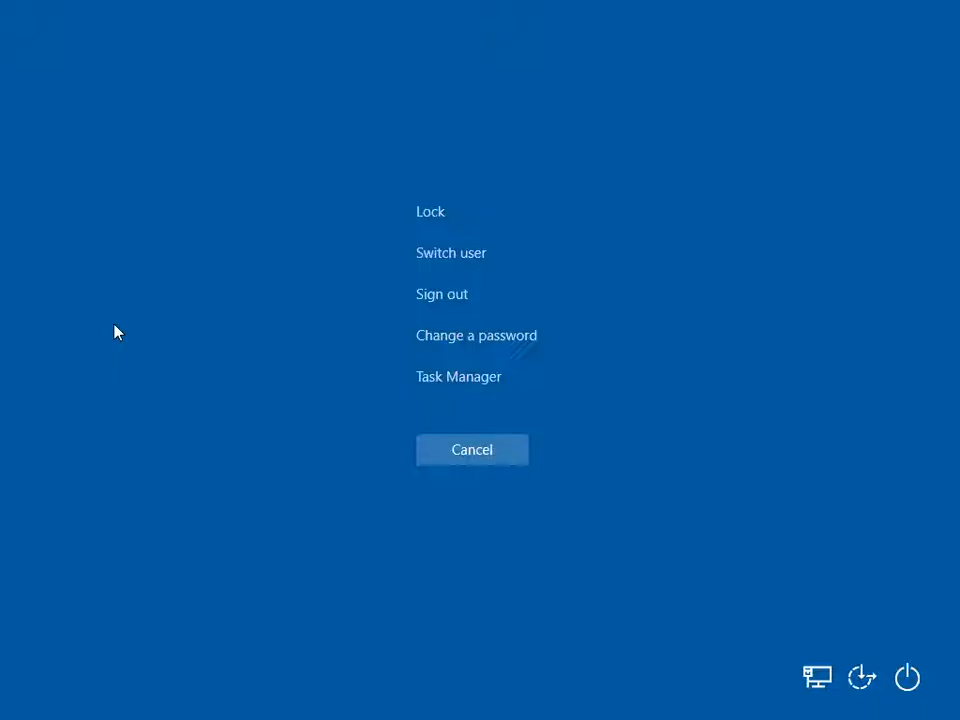 Lock
Switch user
Sign out
Change a password
Task Manager
Cancel